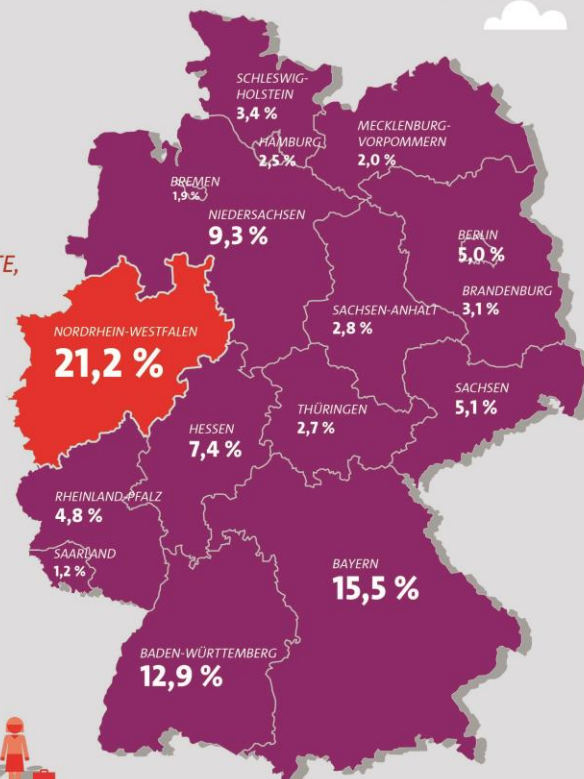 SCHLESWIG-
HOLSTEIN
3,4 %
HAMBURG
2,5 %
MECKLENBURG-
VORPOMMERN
2,0 %
BREMEN
1,9 %
NIEDERSACHSEN
9,3 %
BERLIN
5,0 %
TE,
BRANDENBURG
3,1 %
SACHSEN-ANHALT
2,8 %
NORDRHEIN-WESTFALEN
21,2 %
SACHSEN
5,1 %
THÜRINGEN
2,7 %
HESSEN
7,4 %
RHEINLAND-PFALZ
4,8 %
SAARLAND
1,2 %
BAYERN
15,5 %
BADEN-WÜRTTEMBERG
12,9 %